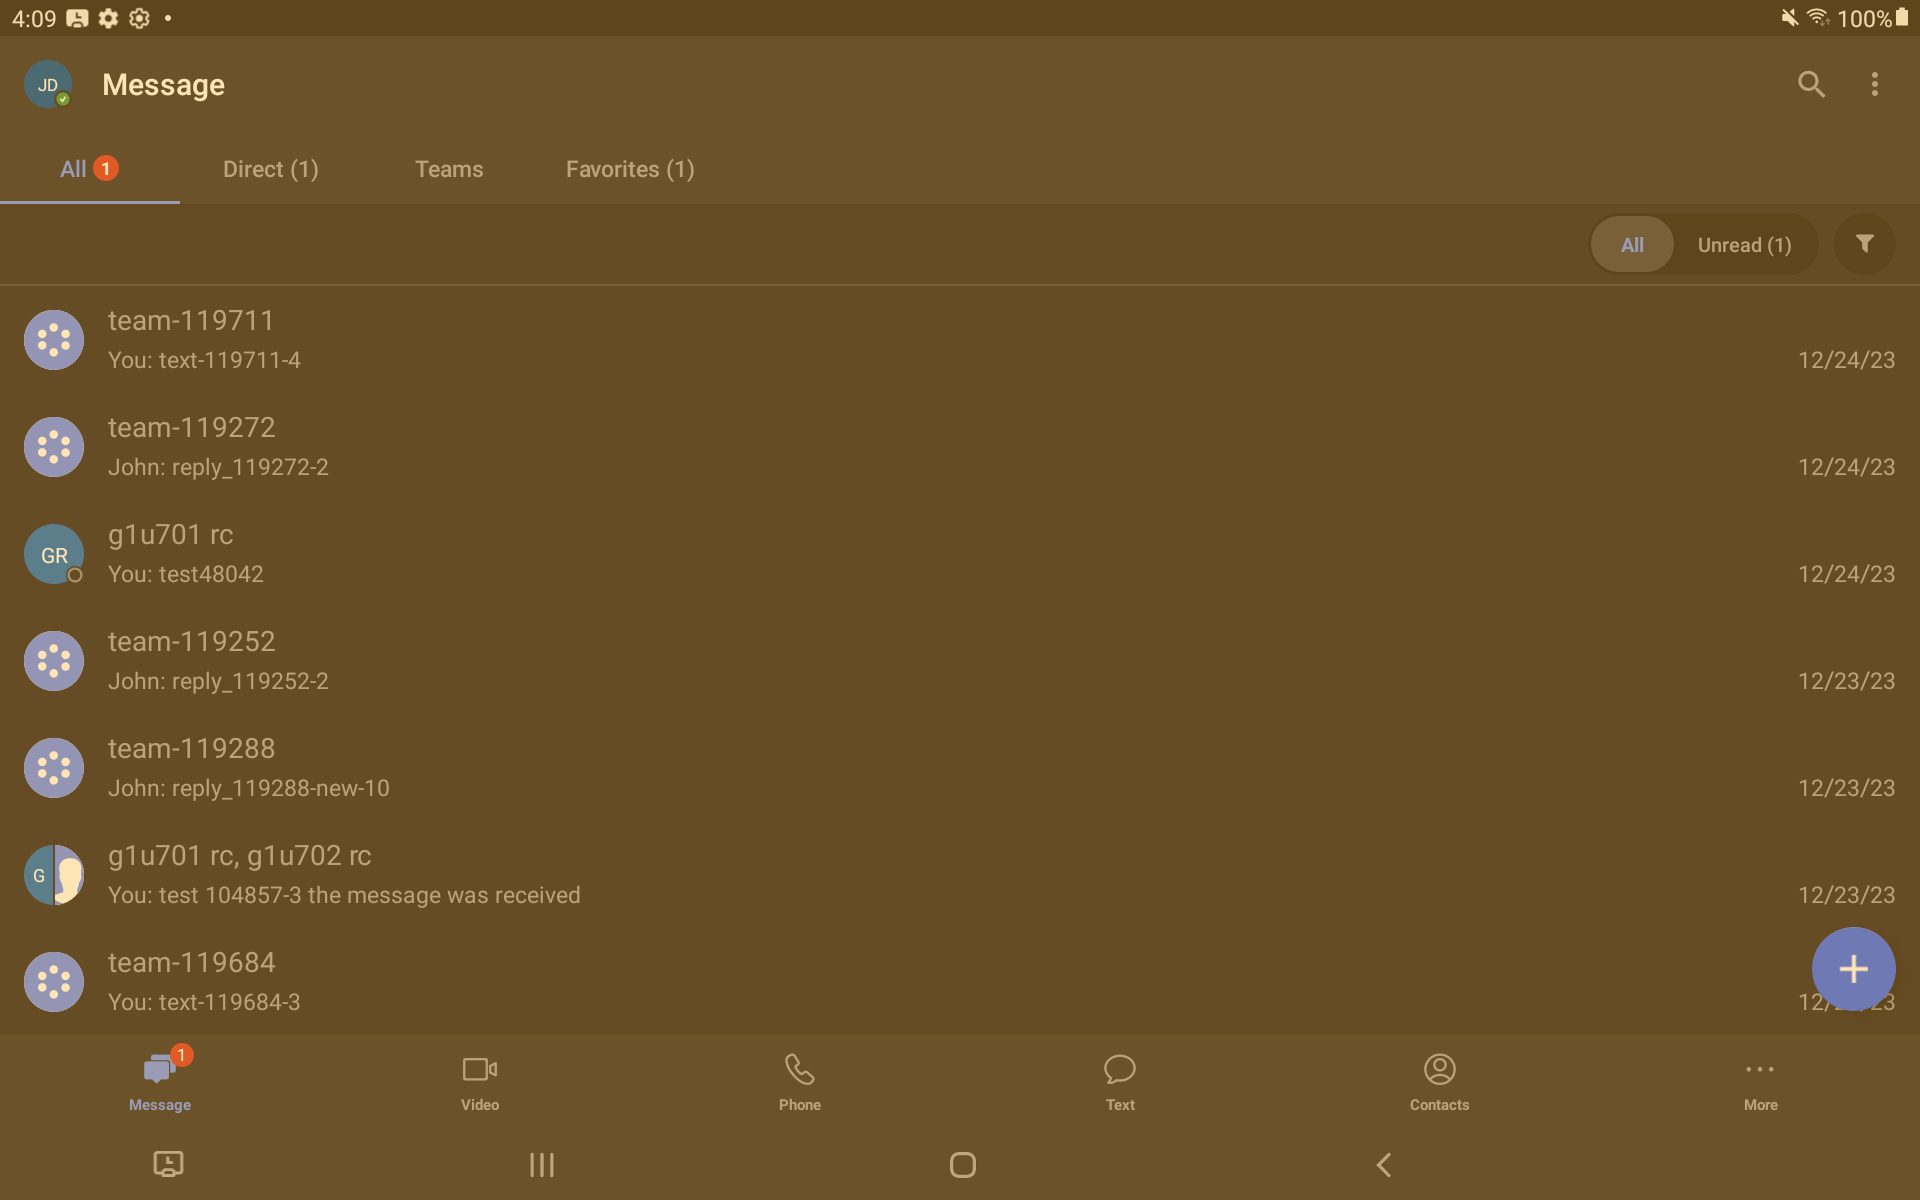 4:09
100%
JD
Message
All 1
Direct (1)
Teams
Favorites (1)
All
Unread (1)
team-119711
You: text-119711-4
12/24/23
team-119272
John: reply_119272-2
12/24/23
GR
g1u701 rc
You: test48042
12/24/23
team-119252
John: reply_119252-2
12/23/23
team-119288
John: reply_119288-new-10
12/23/23
G
g1u701 rc, g1u702 rc
You: test 104857-3 the message was received
12/23/23
team-119684
You: text-119684-3
1
Message
Video
Phone
Text
Contacts
More